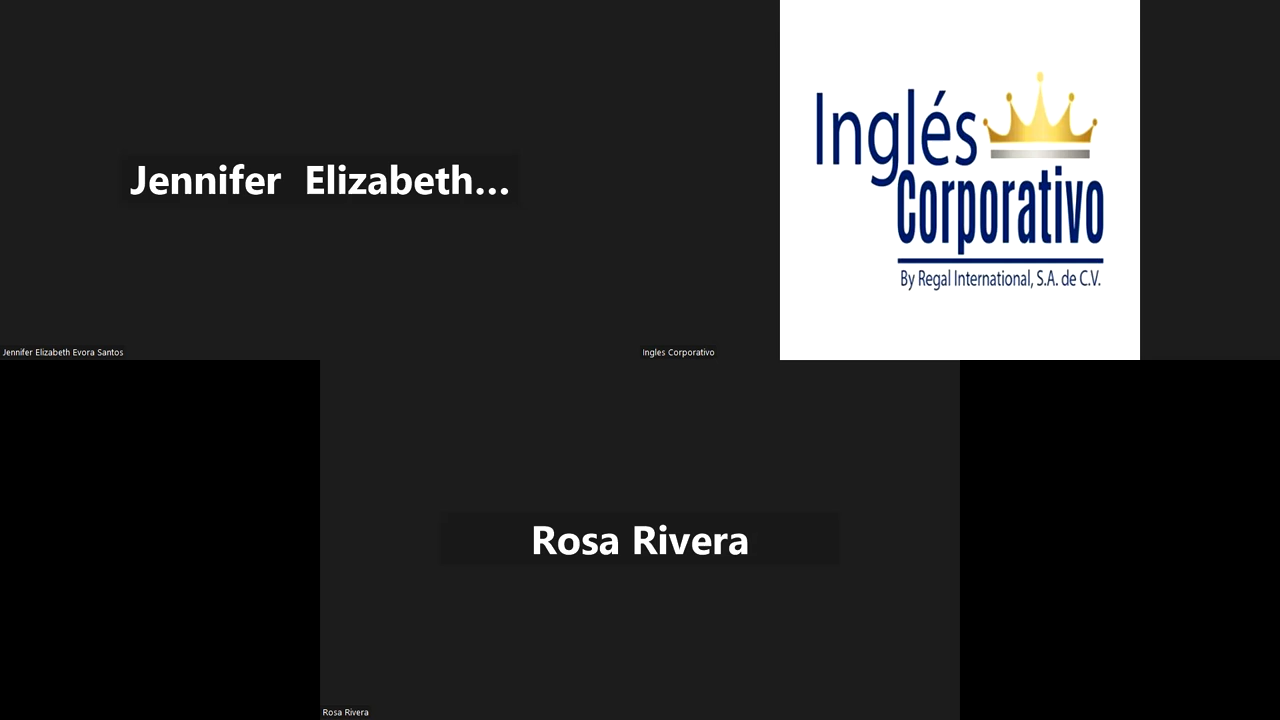 Jennifer  Elizabeth...
Jennifer Elizabeth Evora Santos
Inglés
Corporativo
By Regal International, S.A. de C.V.
Ingles Corporativo
Rosa Rivera
Rosa Rivera